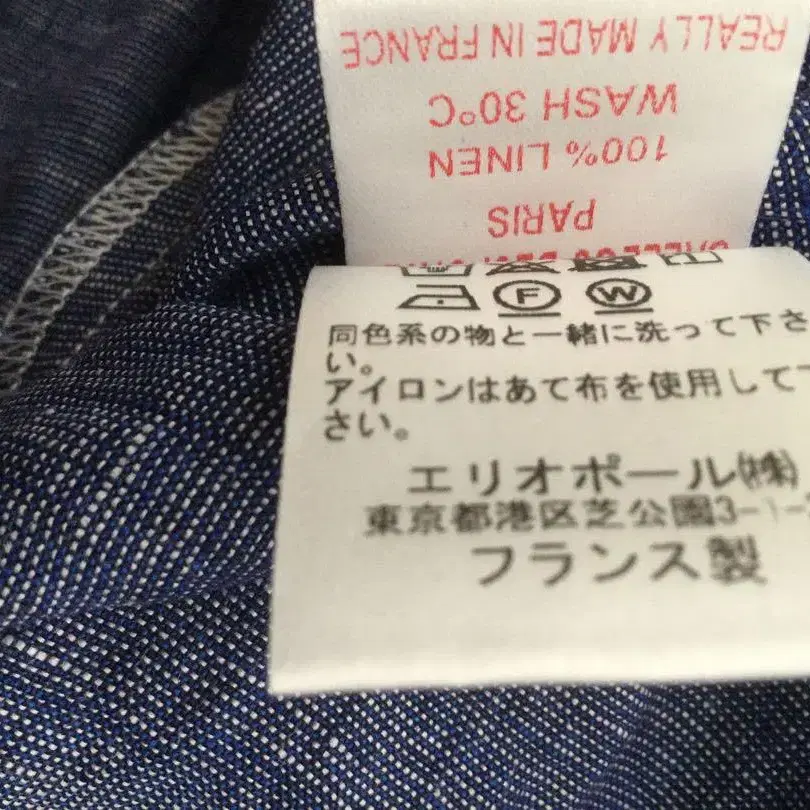 REALLY MADE IN FRANCE
WASH 30°C
100% LINEN
PARIS
F W
同色系の物と一緒に洗って下さ
い。
アイロンはあて布を使用して下
さい。
エリオポール(株)
東京都港区芝公園3-1-
フランス製